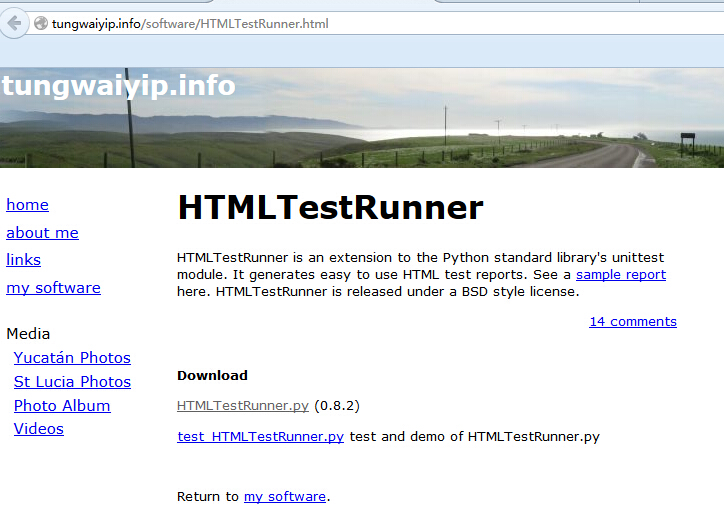 tungwaiyip.info/software/HTMLTestRunner.html
tungwaiyip.info
home
about me
links
my software
Media
Yucatán Photos
St Lucia Photos
Photo Album
Videos
HTMLTestRunner
HTMLTestRunner is an extension to the Python standard library's unittest
module. It generates easy to use HTML test reports. See a sample report
here. HTMLTestRunner is released under a BSD style license.
14 comments
Download
HTMLTestRunner.py (0.8.2)
test_HTMLTestRunner.py test and demo of HTMLTestRunner.py
Return to my software.